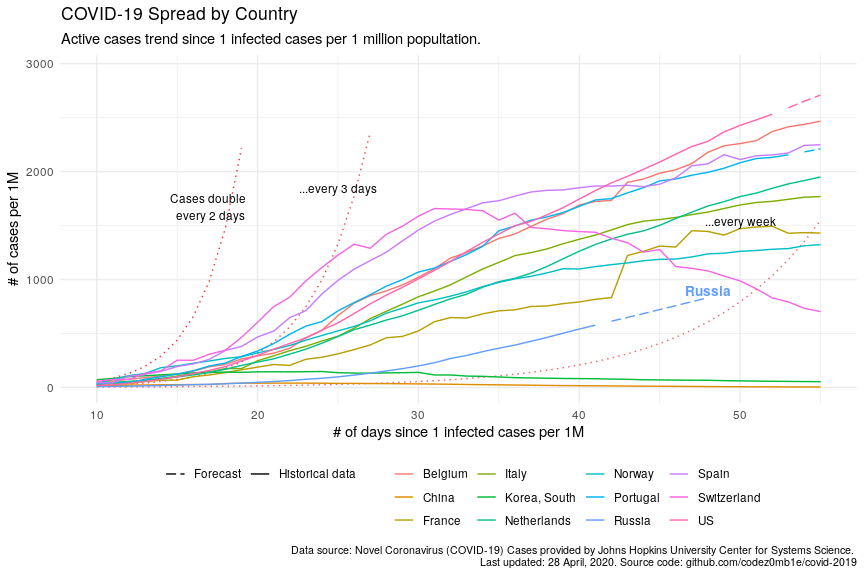 COVID-19 Spread by Country
Active cases trend since 1 infected cases per 1 million popultation.
# of cases per 1M
3000
2000
1000
0
Cases double
every 2 days
...every 3 days
...every week
Russia
10 20 30 40 50
# of days since 1 infected cases per 1M
Forecast Historical data
Belgium Italy Norway Spain
China Korea, South Portugal Switzerland
France Netherlands Russia US
Data source: Novel Coronavirus (COVID-19) Cases provided by Johns Hopkins University Center for Systems Science.
Last updated: 28 April, 2020. Source code: github.com/codez0mb1e/covid-2019